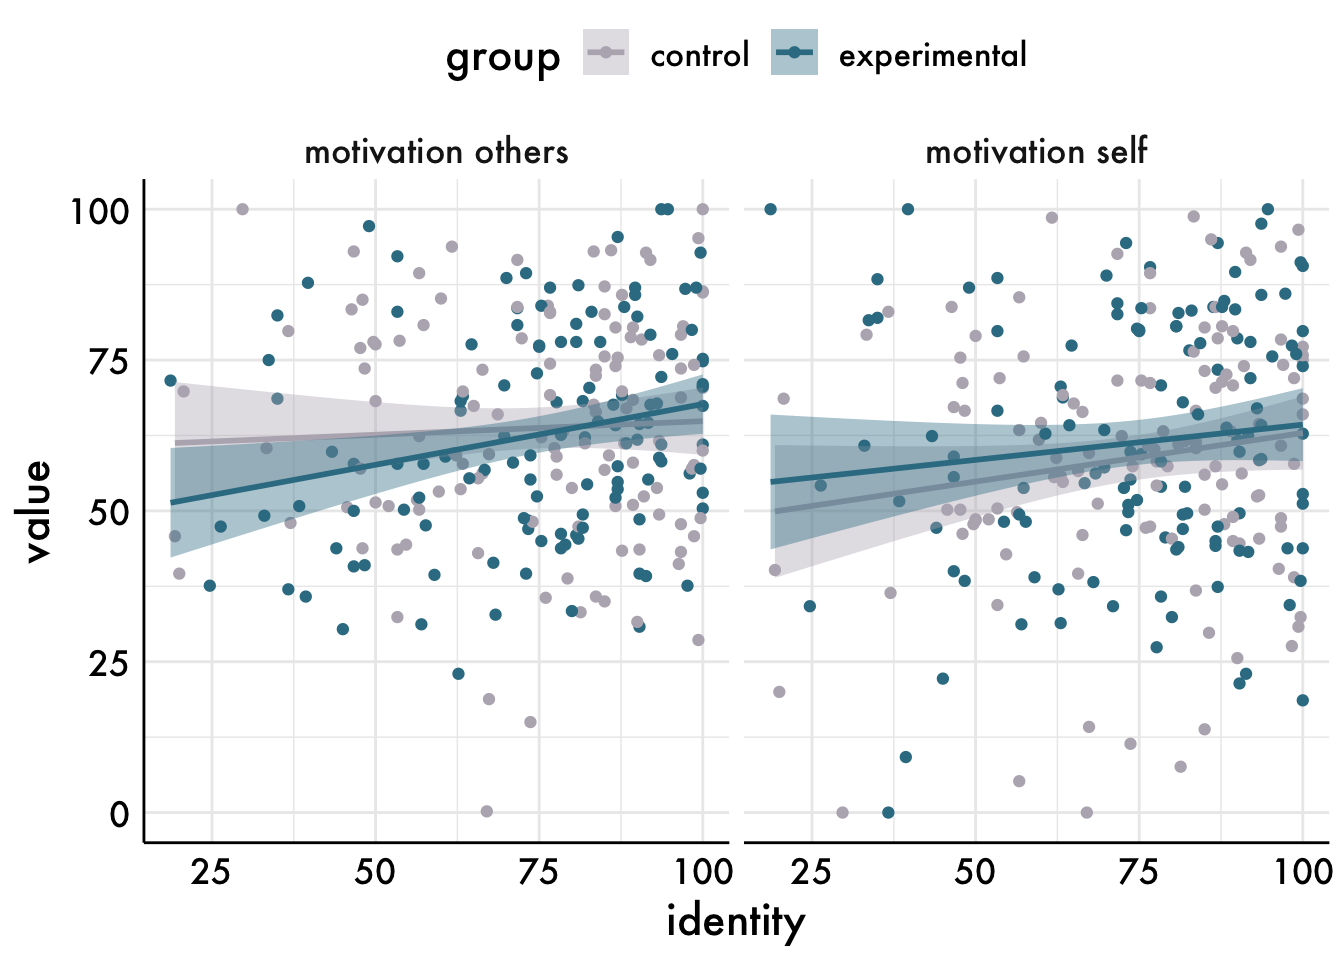 group control experimental
motivation others motivation self
100
75
50
25
0
value
25 50 75 100 25 50 75 100
identity